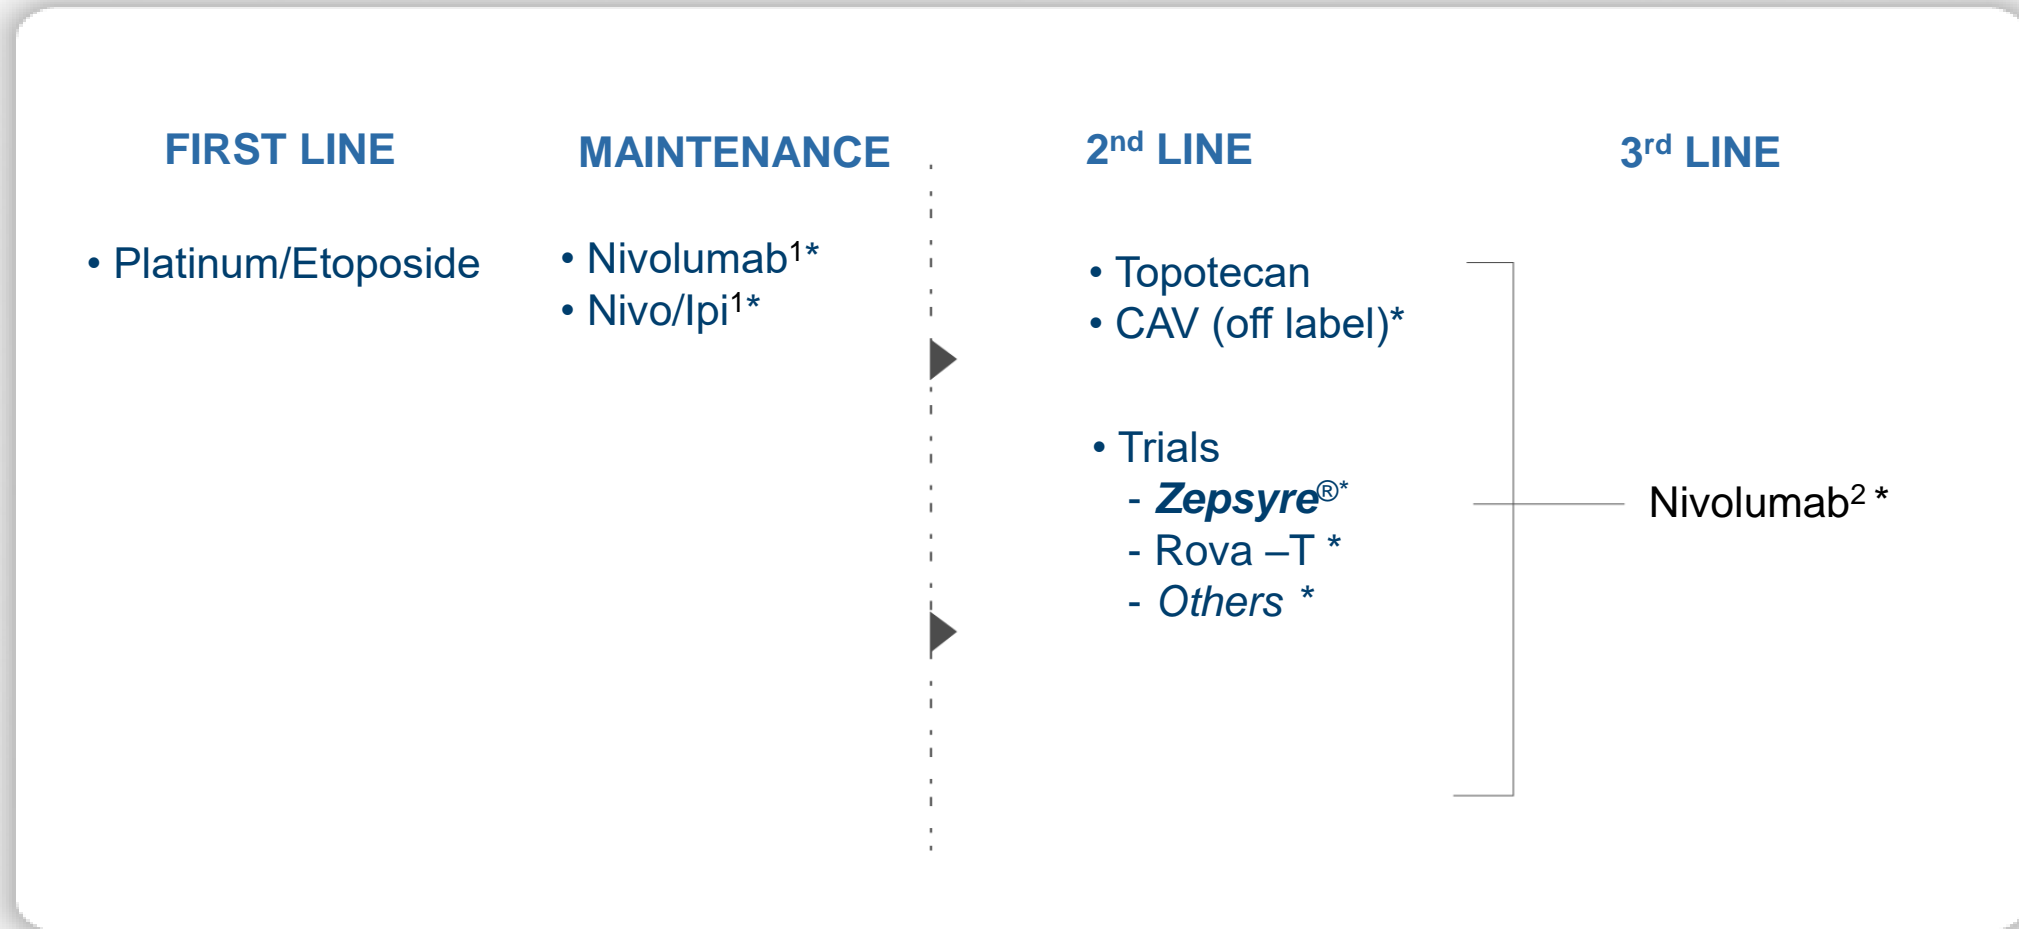 FIRST LINE
• Platinum/Etoposide
MAINTENANCE
• Nivolumab¹*
• Nivo/Ipi¹*
2nd LINE
• Topotecan
• CAV (off label)*
• Trials
- Zepsyre®*
- Rova –T *
- Others *
3rd LINE
Nivolumab² *